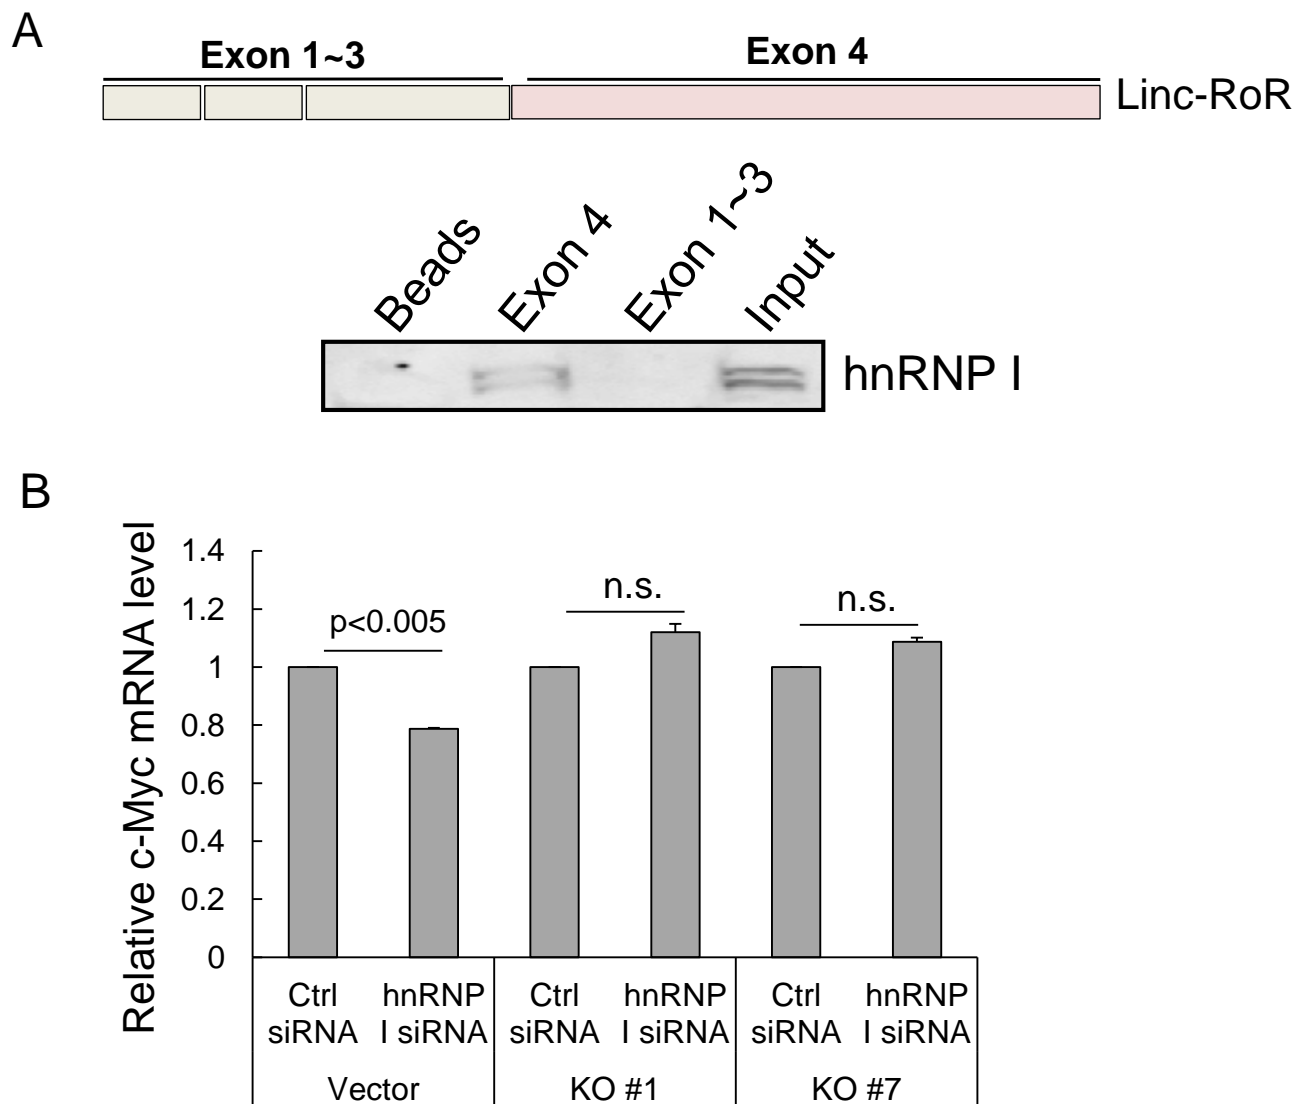 A
Exon 1~3
Exon 4
Linc-RoR
Beads
Exon 4
Exon 1~3
Input
hnRNP I
B
Relative c-Myc mRNA level
1.4
1.2
1
0.8
0.6
0.4
0.2
0
p<0.005
n.s.
n.s.
Ctrl
siRNA
hnRNP
I siRNA
Ctrl
siRNA
hnRNP
I siRNA
Ctrl
siRNA
hnRNP
I siRNA
Vector
KO #1
KO #7